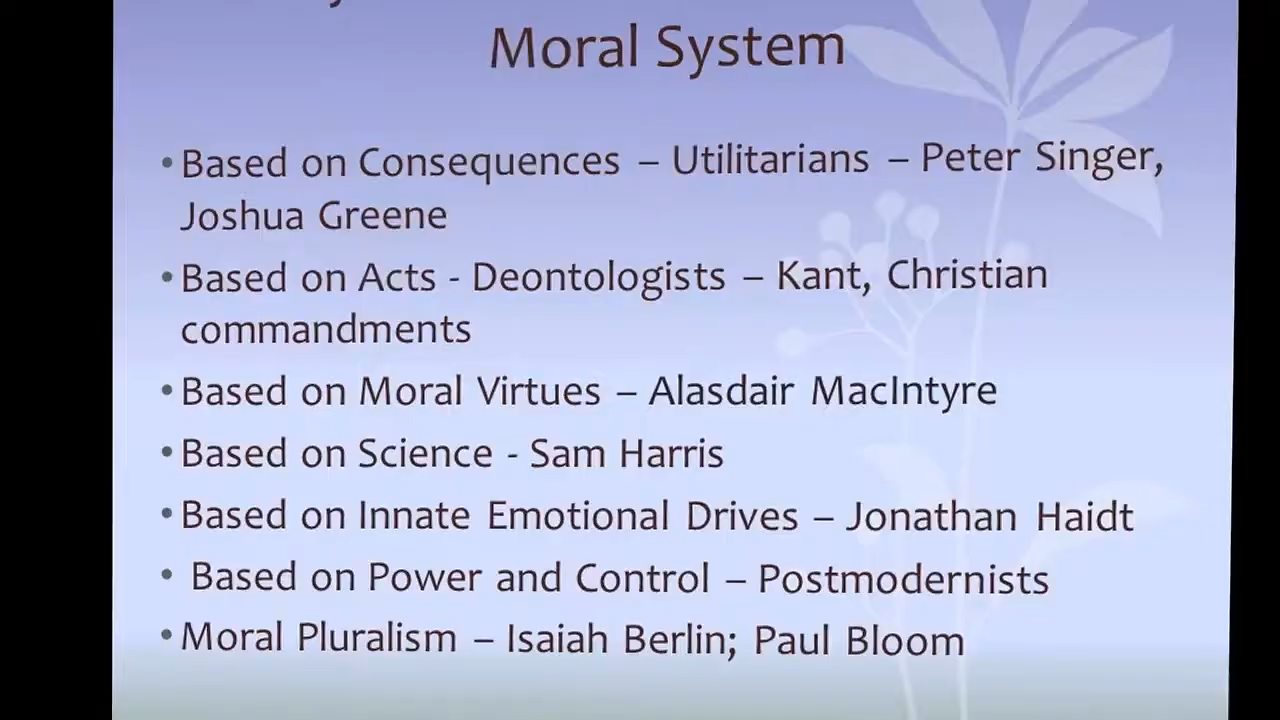 Moral System
• Based on Consequences – Utilitarians – Peter Singer,
Joshua Greene
• Based on Acts - Deontologists – Kant, Christian
commandments
• Based on Moral Virtues – Alasdair MacIntyre
• Based on Science - Sam Harris
• Based on Innate Emotional Drives – Jonathan Haidt
• Based on Power and Control – Postmodernists
• Moral Pluralism – Isaiah Berlin; Paul Bloom